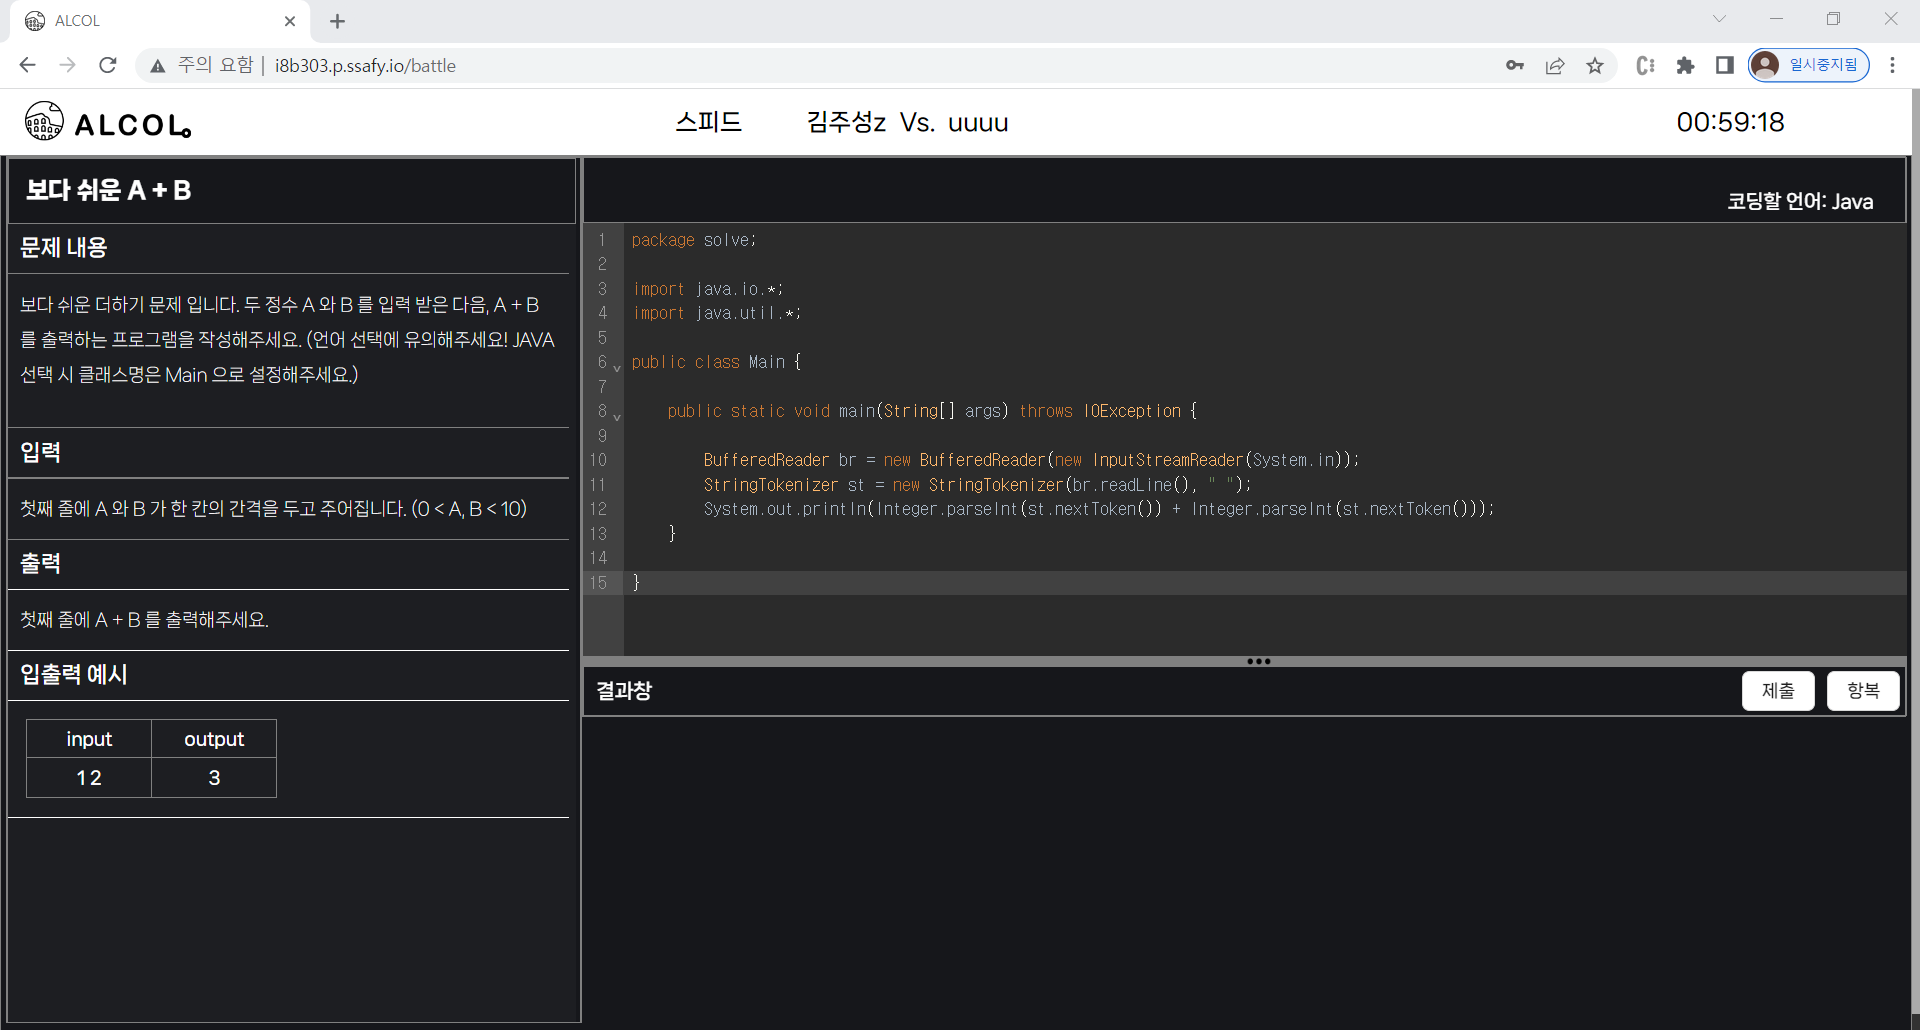 ALCOL
주의 요함 | i8b303.p.ssafy.io/battle
일시중지됨
ALCOL
스피드 김주성z Vs. uuuu
00:59:18
보다 쉬운 A + B
문제 내용
보다 쉬운 더하기 문제 입니다. 두 정수 A 와 B 를 입력 받은 다음, A + B
를 출력하는 프로그램을 작성해주세요. (언어 선택에 유의해주세요! JAVA
선택 시 클래스명은 Main 으로 설정해주세요.)
입력
첫째 줄에 A 와 B 가 한 칸의 간격을 두고 주어집니다. (0 < A, B < 10)
출력
첫째 줄에 A + B 를 출력해주세요.
입출력 예시
input output
1 2 3
코딩할 언어: Java
1 package solve;
2
3 import java.io.*;
4 import java.util.*;
5
6 public class Main {
7
8 public static void main(String[] args) throws IOException {
9
10 BufferedReader br = new BufferedReader(new InputStreamReader(System.in));
11 StringTokenizer st = new StringTokenizer(br.readLine(), " ");
12 System.out.println(Integer.parseInt(st.nextToken()) + Integer.parseInt(st.nextToken()));
13 }
14
15 }
결과창
제출 항복